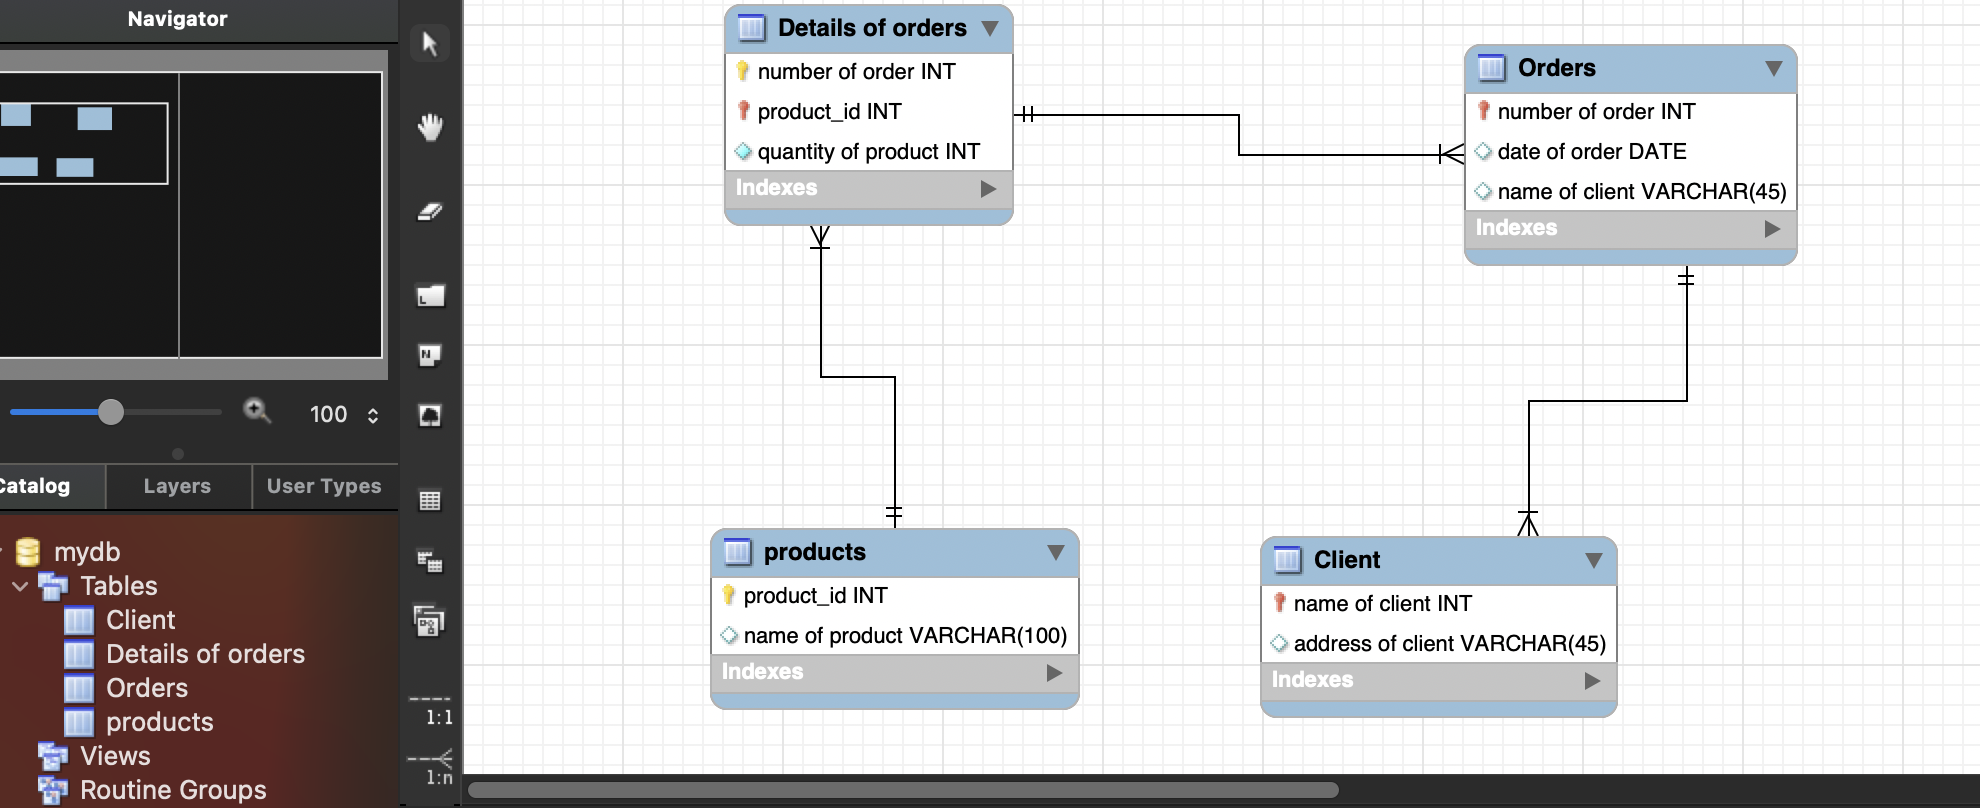 Navigator
100
Catalog
Layers
User Types
mydb
Tables
Client
Details of orders
Orders
products
Views
Routine Groups
L
N
1:1
1:n
Details of orders
number of order INT
product_id INT
quantity of product INT
Indexes
Orders
number of order INT
date of order DATE
name of client VARCHAR(45)
Indexes
products
product_id INT
name of product VARCHAR(100)
Indexes
Client
name of client INT
address of client VARCHAR(45)
Indexes